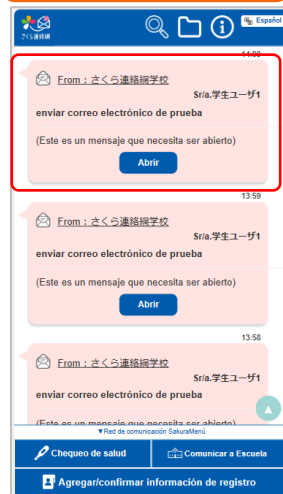 さくら連絡網
Español
From：さくら連絡網学校
Sr/a.学生ユーザ1
enviar correo electrónico de prueba
(Este es un mensaje que necesita ser abierto)
Abrir
13:59
From：さくら連絡網学校
Sr/a.学生ユーザ1
enviar correo electrónico de prueba
(Este es un mensaje que necesita ser abierto)
Abrir
13:58
From：さくら連絡網学校
Sr/a.学生ユーザ1
enviar correo electrónico de prueba
(Este es un mensaje que necesita ser abierto)
▲
▼Red de comunicación SakuraMenú
Chequeo de salud
Comunicar a Escuela
Agregar/confirmar información de registro